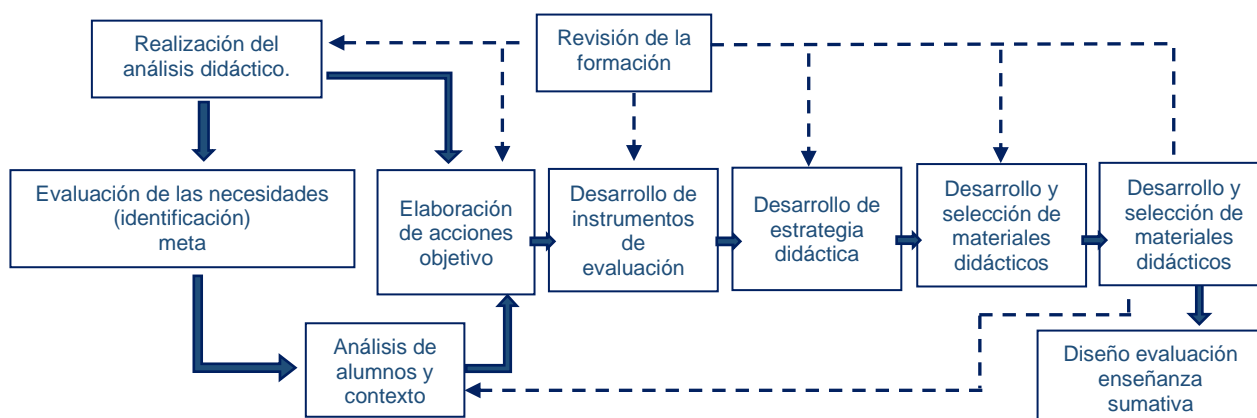 Realización del
análisis didáctico.
Revisión de la
formación
Evaluación de las necesidades
(identificación)
meta
Elaboración
de acciones
objetivo
Desarrollo de
instrumentos
de
evaluación
Desarrollo de
estrategia
didáctica
Desarrollo y
selección de
materiales
didácticos
Desarrollo y
selección de
materiales
didácticos
Análisis de
alumnos y
contexto
Diseño evaluación
enseñanza
sumativa